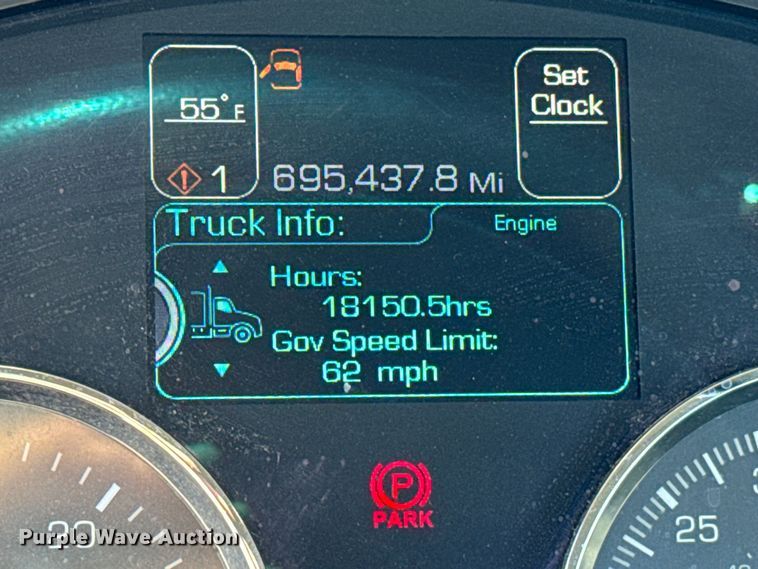 55°F
Set
Clock
! 1
695,437.8 Mi
Truck Info:
Engine
Hours:
18150.5hrs
Gov Speed Limit:
62 mph
P
PARK
25
Purple Wave Auction